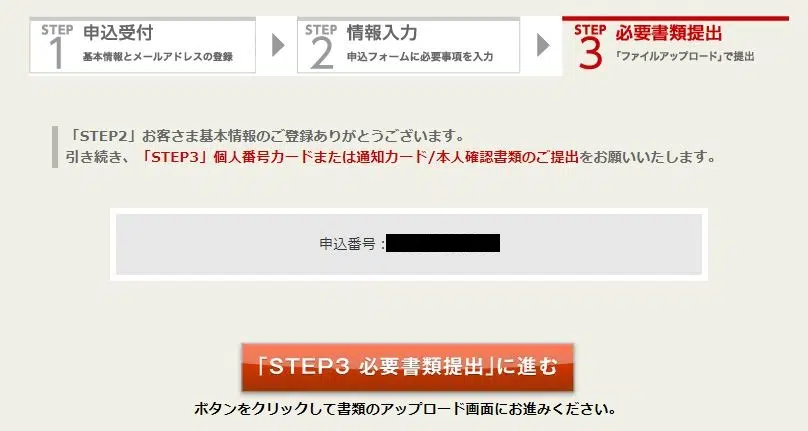 STEP 1 申込受付
基本情報とメールアドレスの登録
STEP 2 情報入力
申込フォームに必要事項を入力
STEP 3 必要書類提出
「ファイルアップロード」で提出
「STEP2」お客さま基本情報のご登録ありがとうございます。
引き続き、「STEP3」個人番号カードまたは通知カード/本人確認書類のご提出をお願いいたします。
申込番号：
「STEP3 必要書類提出」に進む
ボタンをクリックして書類のアップロード画面にお進みください。